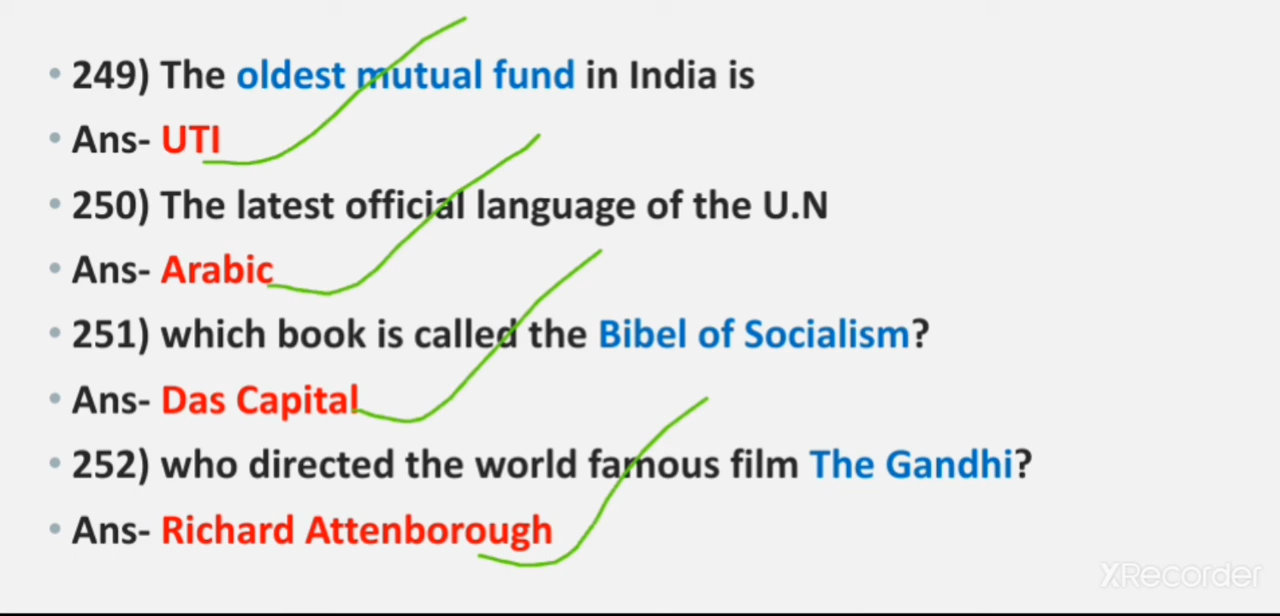 • 249) The oldest mutual fund in India is
• Ans- UTI
• 250) The latest official language of the U.N
• Ans- Arabic
• 251) which book is called the Bibel of Socialism?
• Ans- Das Capital
• 252) who directed the world famous film The Gandhi?
• Ans- Richard Attenborough
XRecorder